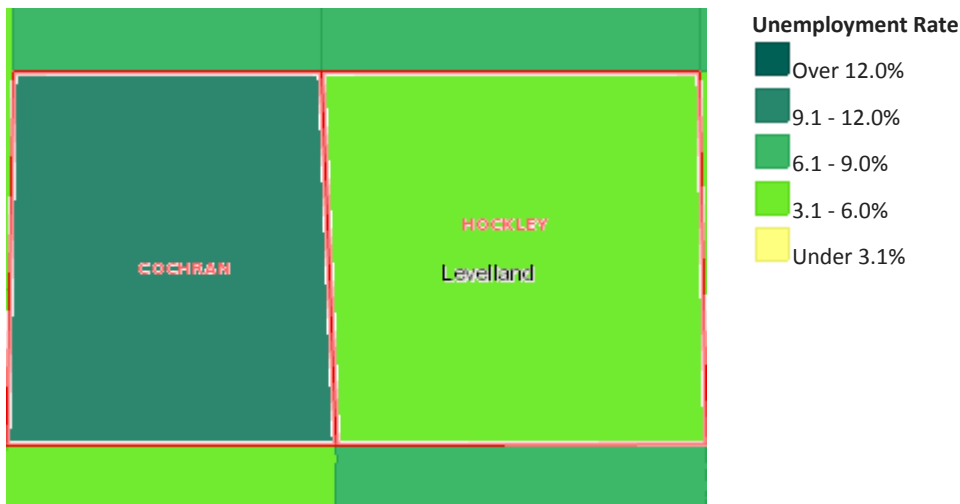 Unemployment Rate
Over 12.0%
9.1 - 12.0%
6.1 - 9.0%
3.1 - 6.0%
Under 3.1%
HOCKLEY
COCHRAN
Levelland